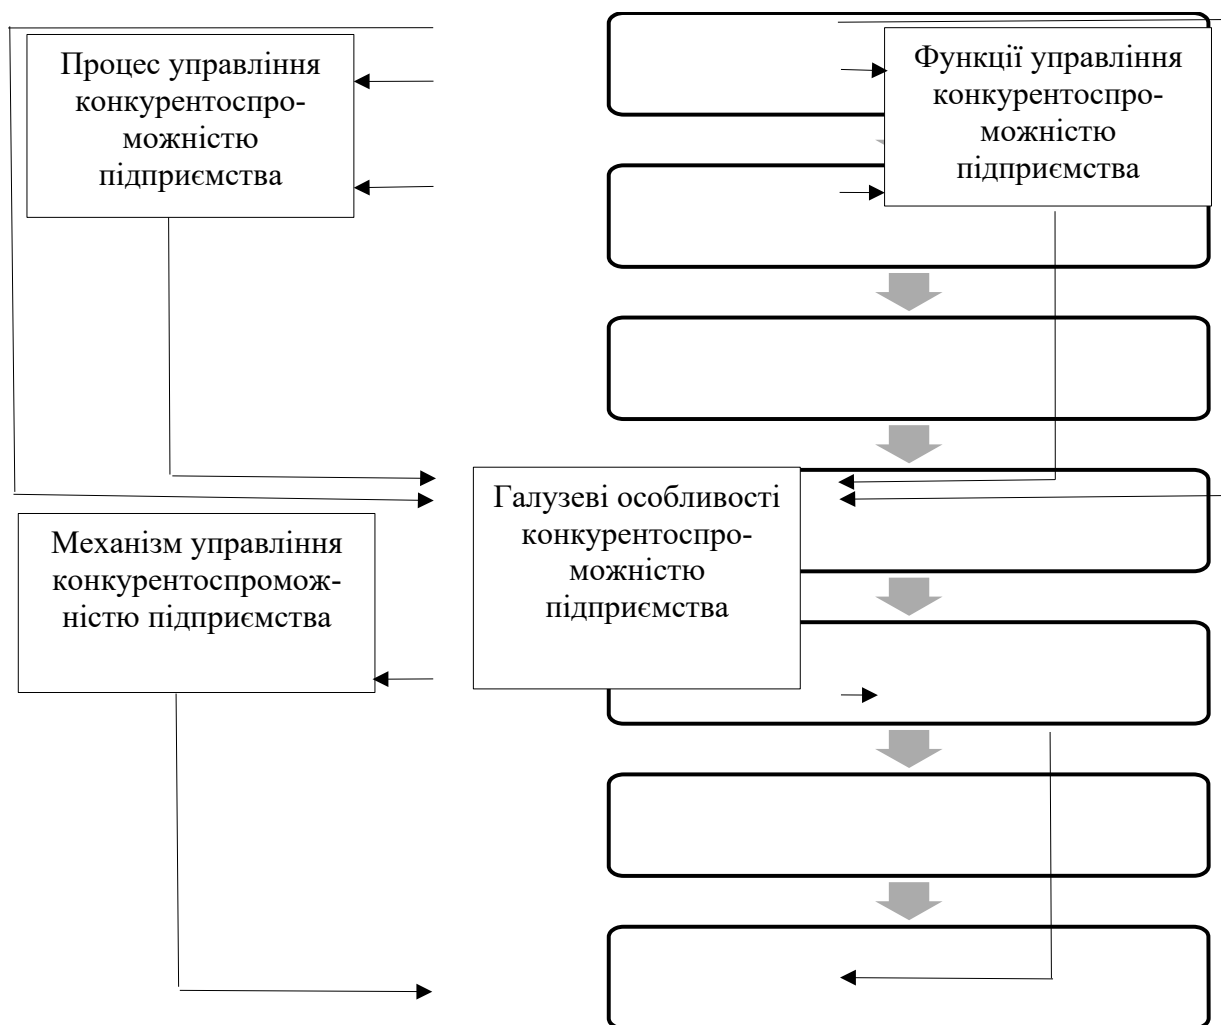 Процес управління
конкурентоспро-
можністю
підприємства
Функції управління
конкурентоспро-
можністю
підприємства
Галузеві особливості
конкурентоспро-
можністю
підприємства
Механізм управління
конкурентоспромож-
ністю підприємства